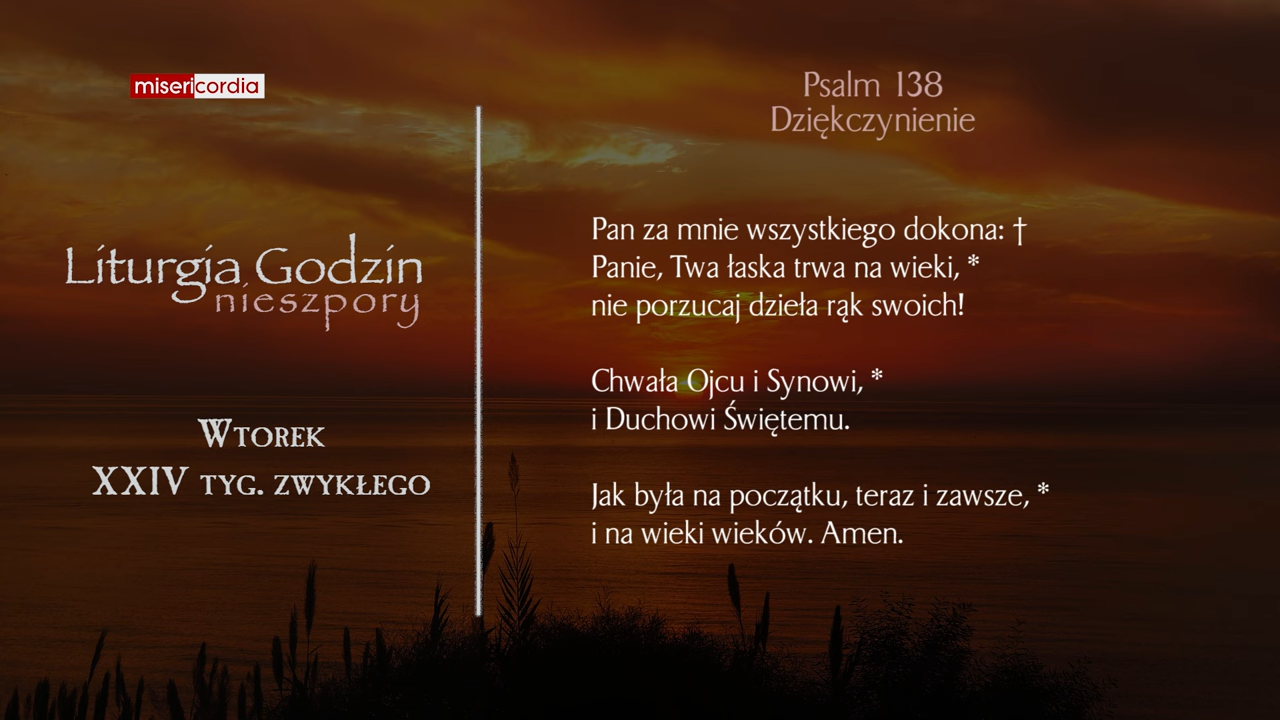 misericordia
Liturgia Godzin
nieszpory
Wtorek
XXIV tyg. zwykłego
Psalm 138
Dziękczynienie
Pan za mnie wszystkiego dokona: †
Panie, Twa łaska trwa na wieki, *
nie porzucaj dzieła rąk swoich!
Chwała Ojcu i Synowi, *
i Duchowi Świętemu.
Jak była na początku, teraz i zawsze, *
i na wieki wieków. Amen.